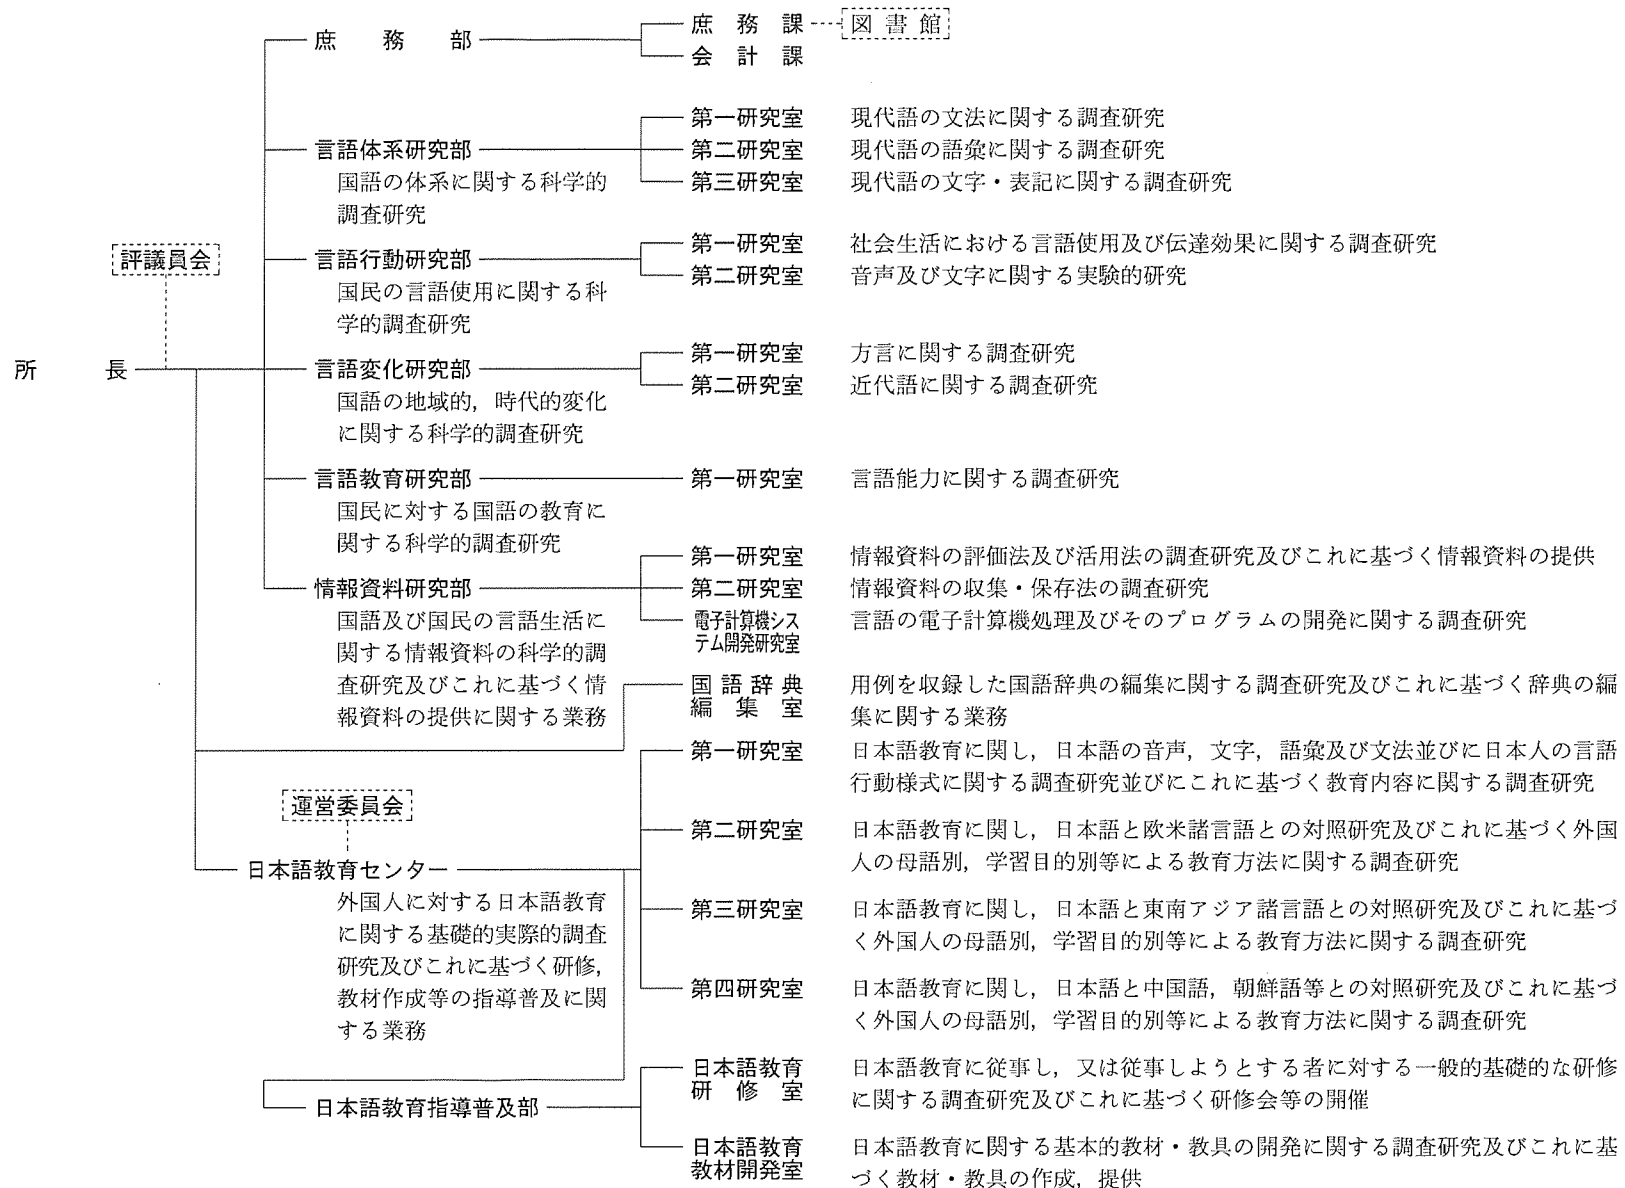 庶務部
庶務課
図書館
会計課
言語体系研究部
国語の体系に関する科学的
調査研究
第一研究室 現代語の文法に関する調査研究
第二研究室 現代語の語彙に関する調査研究
第三研究室 現代語の文字・表記に関する調査研究
評議員会
言語行動研究部
国民の言語使用に関する科
学的調査研究
第一研究室 社会生活における言語使用及び伝達効果に関する調査研究
第二研究室 音声及び文字に関する実験的研究
所長
言語変化研究部
国語の地域的,時代的変化
に関する科学的調査研究
第一研究室 方言に関する調査研究
第二研究室 近代語に関する調査研究
言語教育研究部
国民に対する国語の教育に
関する科学的調査研究
第一研究室 言語能力に関する調査研究
情報資料研究部
国語及び国民の言語生活に
関する情報資料の科学的調
査研究及びこれに基づく情
報資料の提供に関する業務
第一研究室 情報資料の評価法及び活用法の調査研究及びこれに基づく情報資料の提供
第二研究室 情報資料の収集・保存法の調査研究
電子計算機シス
テム開発研究室
言語の電子計算機処理及びそのプログラムの開発に関する調査研究
国語辞典
編集室
用例を収録した国語辞典の編集に関する調査研究及びこれに基づく辞典の編
集に関する業務
運営委員会
日本語教育センター
外国人に対する日本語教育
に関する基礎的実際的調査
研究及びこれに基づく研修,
教材作成等の指導普及に関
する業務
第一研究室 日本語教育に関し,日本語の音声,文字,語彙及び文法並びに日本人の言語
行動様式に関する調査研究並びにこれに基づく教育内容に関する調査研究
第二研究室 日本語教育に関し,日本語と欧米諸言語との対照研究及びこれに基づく外国
人の母語別,学習目的別等による教育方法に関する調査研究
第三研究室 日本語教育に関し,日本語と東南アジア諸言語との対照研究及びこれに基づ
く外国人の母語別,学習目的別等による教育方法に関する調査研究
第四研究室 日本語教育に関し,日本語と中国語,朝鮮語等との対照研究及びこれに基づ
く外国人の母語別,学習目的別等による教育方法に関する調査研究
日本語教育指導普及部
日本語教育
研修室
日本語教育に従事し,又は従事しようとする者に対する一般的基礎的な研修
に関する調査研究及びこれに基づく研修会等の開催
日本語教育
教材開発室
日本語教育に関する基本的教材・教具の開発に関する調査研究及びこれに基
づく教材・教具の作成,提供